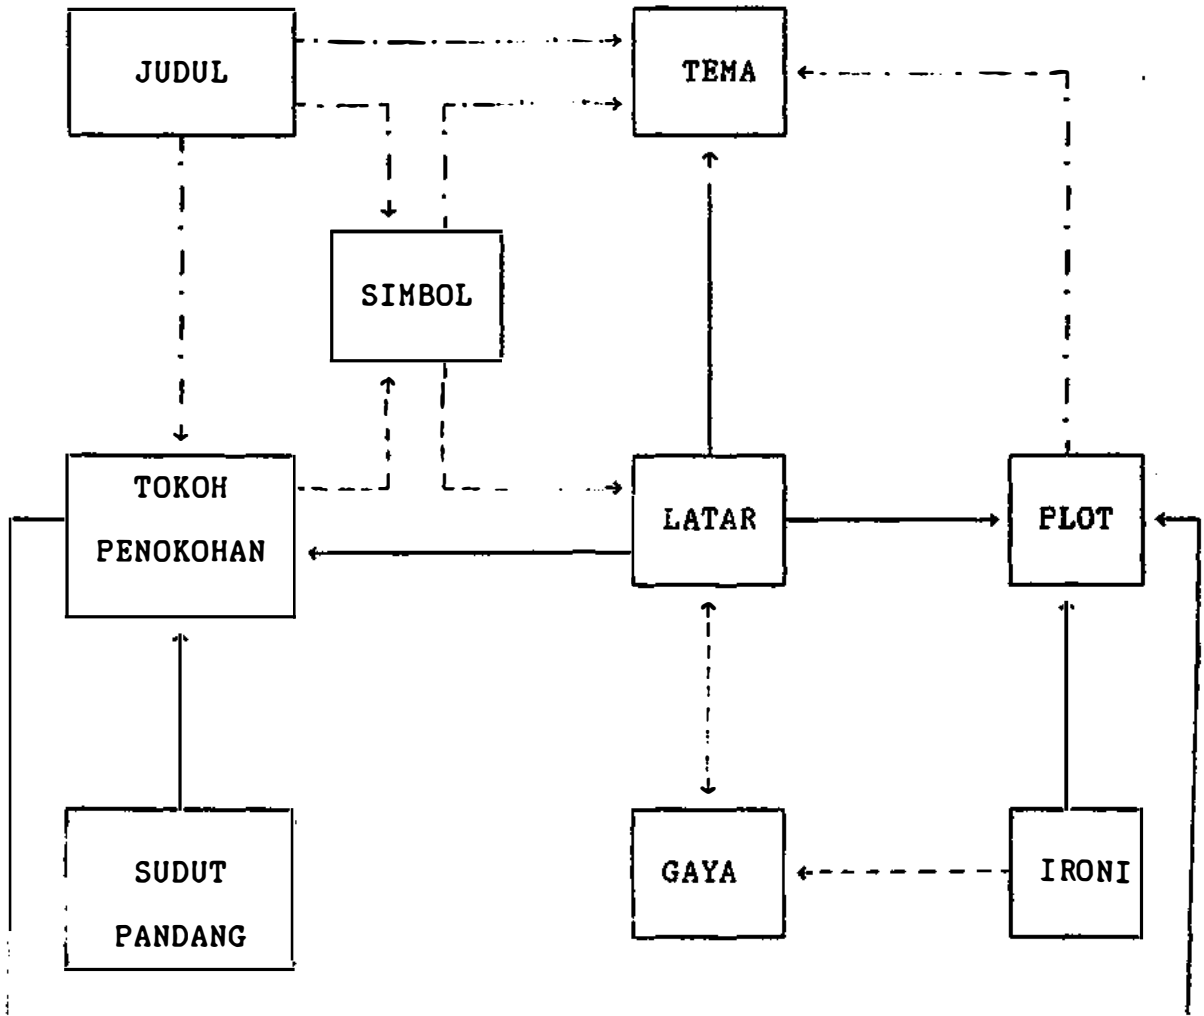 JUDUL
TEMA
SIMBOL
TOKOH
PENOKOHAN
LATAR
PLOT
SUDUT
PANDANG
GAYA
IRONI